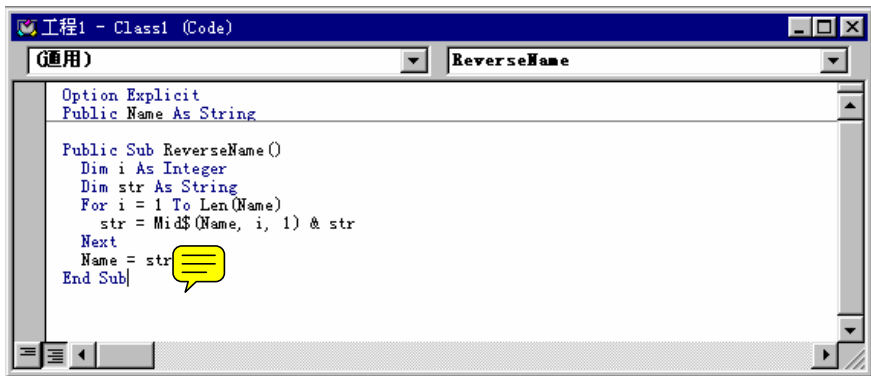 工程1 - Class1 (Code)
(通用)
ReverseName
Option Explicit
Public Name As String
Public Sub ReverseName()
Dim i As Integer
Dim str As String
For i = 1 To Len(Name)
str = Mid$(Name, i, 1) & str
Next
Name = str
End Sub